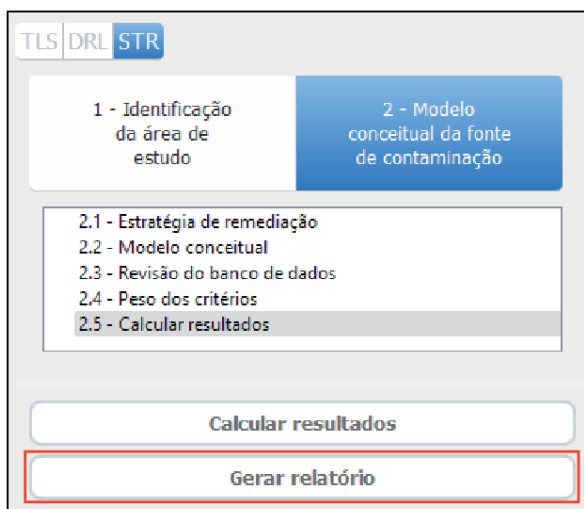 TLS DRL STR
1 - Identificação
da área de
estudo
2 - Modelo
conceitual da fonte
de contaminação
2.1 - Estratégia de remediação
2.2 - Modelo conceitual
2.3 - Revisão do banco de dados
2.4 - Peso dos critérios
2.5 - Calcular resultados
Calcular resultados
Gerar relatório